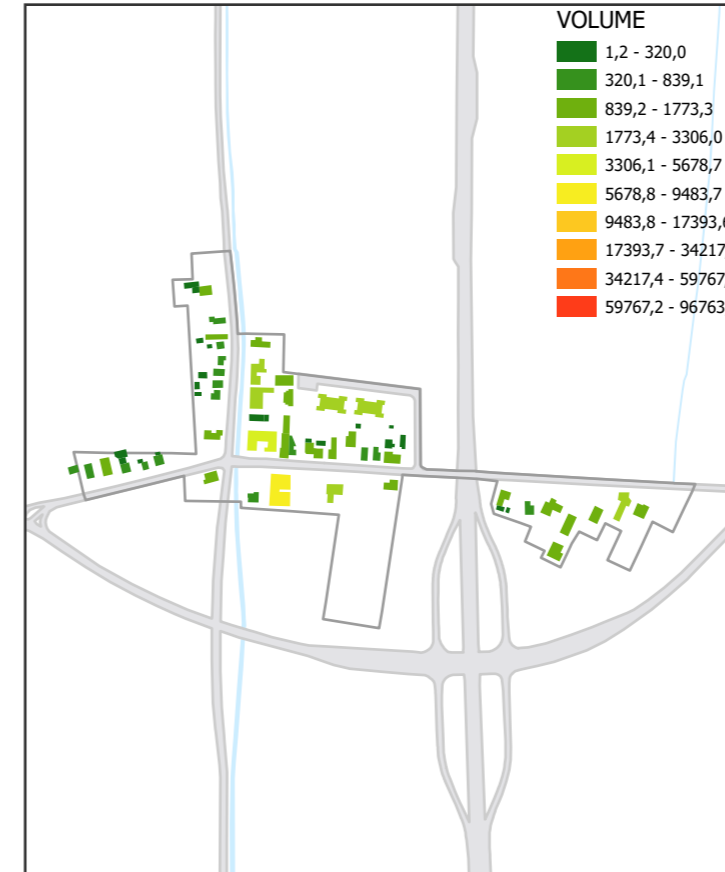 VOLUME
1,2 - 320,0
320,1 - 839,1
839,2 - 1773,3
1773,4 - 3306,0
3306,1 - 5678,7
5678,8 - 9483,7
9483,8 - 17393,6
17393,7 - 34217
34217,4 - 59767,
59767,2 - 96763